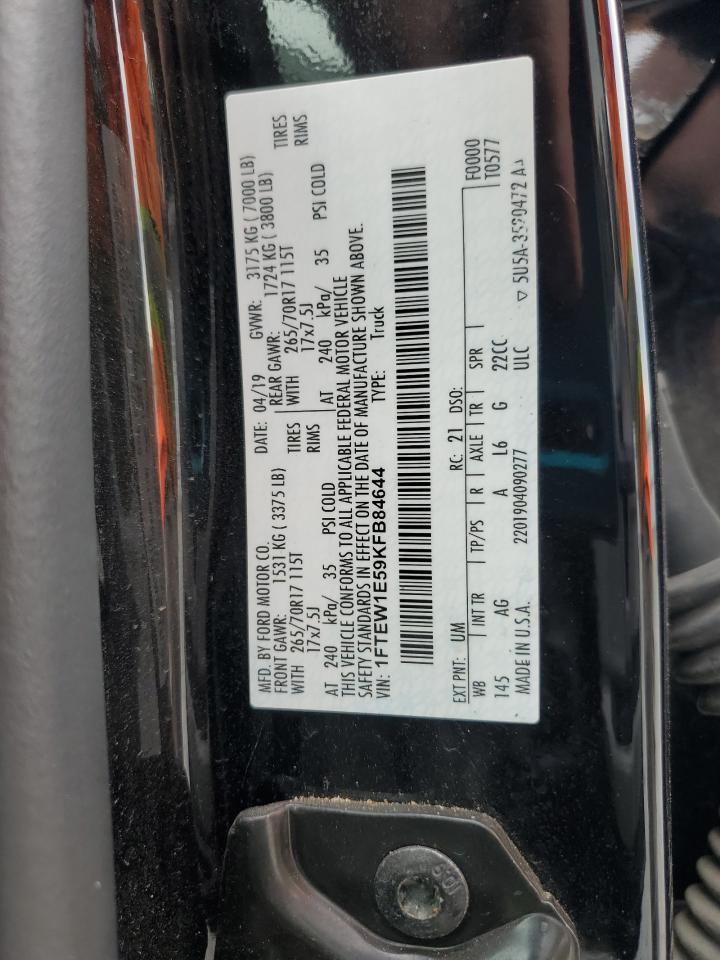 MFD. BY FORD MOTOR CO.
DATE: 04/19 GVWR: 3175 KG ( 7000 LB)
FRONT GAWR: 1531 KG ( 3375 LB) REAR GAWR: 1724 KG ( 3800 LB)
WITH 265/70R17 115T TIRES WITH 265/70R17 115T TIRES
17x7.5J RIMS 17x7.5J RIMS
AT 240 kPa/ 35 PSI COLD AT 240 kPa/ 35 PSI COLD
THIS VEHICLE CONFORMS TO ALL APPLICABLE FEDERAL MOTOR VEHICLE
SAFETY STANDARDS IN EFFECT ON THE DATE OF MANUFACTURE SHOWN ABOVE.
VIN: 1FTEW1E59KFB84644 TYPE: Truck
F0000
T0577
EXT PNT: UM RC: 21 DSO:
WB INT TR TP/PS R AXLE TR SPR
145 AG A L6 G 22CC
MADE IN U.S.A. 2201904090277 ULC
10.9